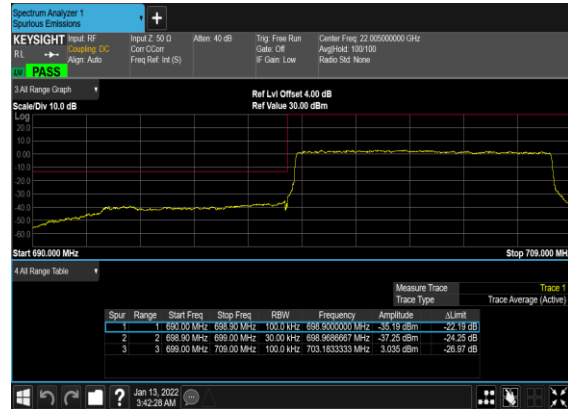 Spectrum Analyzer 1
Spurious Emissions
+
KEYSIGHT Input: RF Input Z: 50 Ω Atten: 40 dB Trig: Free Run Center Freq: 22.005000000 GHz
R L Coupling: DC Corr CCorr Gate: Off Avg|Hold: 100/100
Align: Auto Freq Ref: Int (S) IF Gain: Low Radio Std: None
PASS
3 All Range Graph
Ref Lvl Offset 4.00 dB
Scale/Div 10.0 dB Ref Value 30.00 dBm
Log
20.0
10.0
0.00
-10.0
-20.0
-30.0
-40.0
-50.0
-60.0
Start 690.000 MHz Stop 709.000 MH
4 All Range Table
Measure Trace Trace 1
Trace Type Trace Average (Active)
Spur Range Start Freq Stop Freq RBW Frequency Amplitude ΔLimit
1 1 690.00 MHz 698.90 MHz 100.0 kHz 698.9000000 MHz -35.19 dBm -22.19 dB
2 2 698.90 MHz 699.00 MHz 30.00 kHz 698.9686667 MHz -37.25 dBm -24.25 dB
3 3 699.00 MHz 709.00 MHz 100.0 kHz 703.1833333 MHz 3.035 dBm -26.97 dB
? Jan 13, 2022
3:42:28 AM